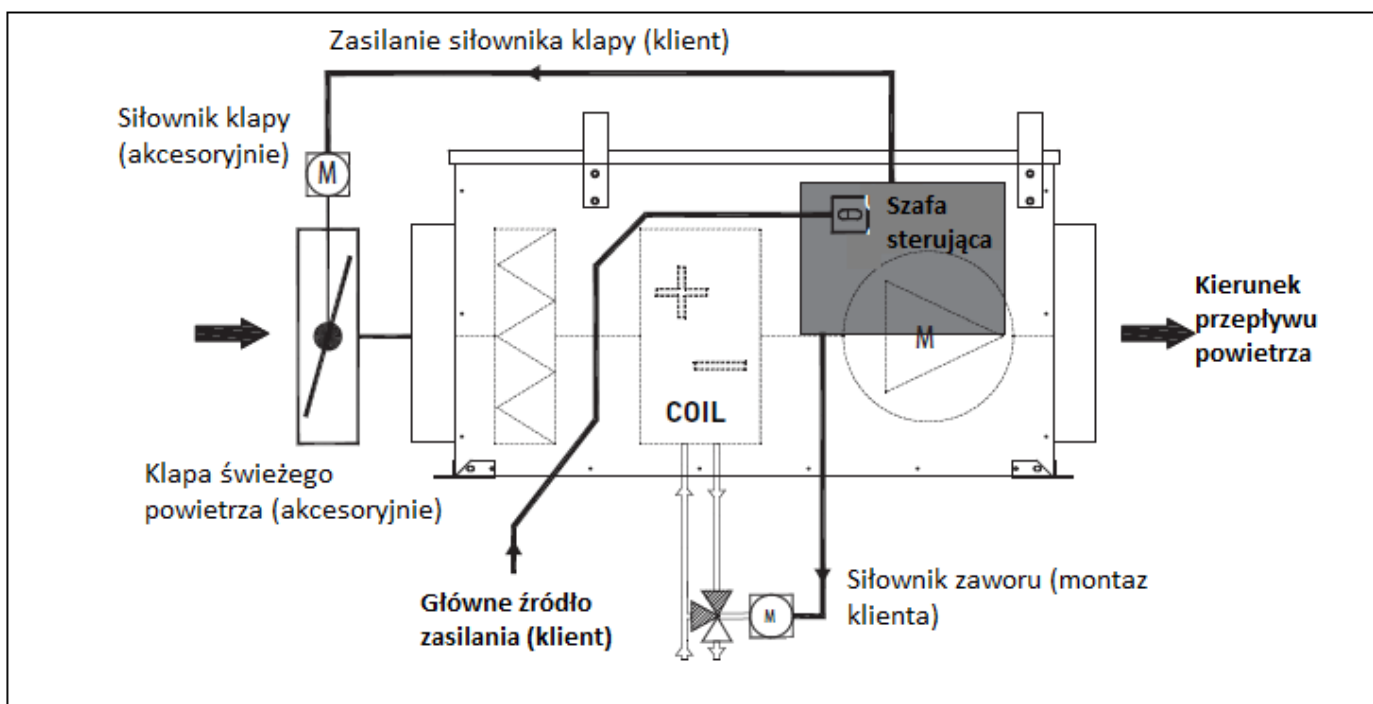 Zasilanie siłownika klapy (klient)
Siłownik klapy
(akcesoryjnie)
M
Szafa
sterująca
Kierunek
przepływu
powietrza
M
COIL
Klapa świeżego
powietrza (akcesoryjnie)
Główne źródło
zasilania (klient)
M
Siłownik zaworu (montaz
klienta)